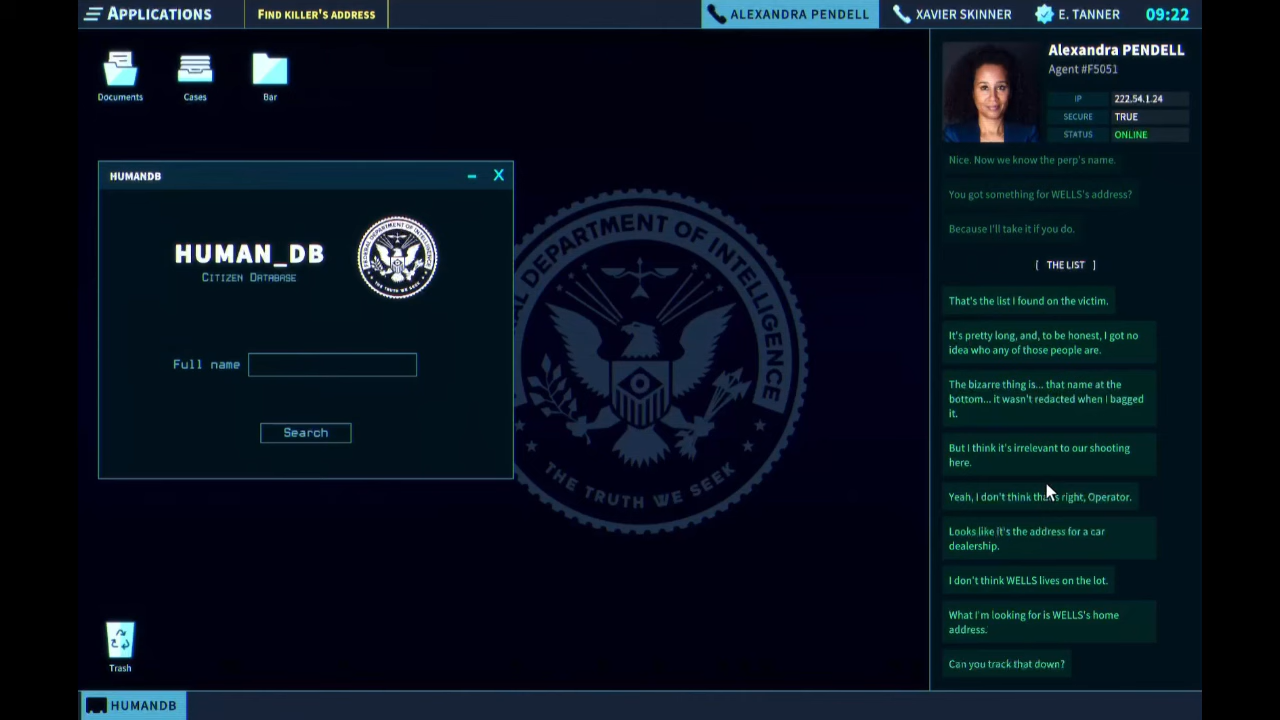 APPLICATIONS
FIND KILLER'S ADDRESS
ALEXANDRA PENDELL
XAVIER SKINNER
E. TANNER
09:22
Documents
Cases
Bar
HUMANDB
X
HUMAN_DB
CITIZEN DATABASE
Full name
Search
DEPARTMENT OF INTELLIGENCE
THE TRUTH WE SEEK
Trash
HUMANDB
Alexandra PENDELL
Agent #F5051
IP 222.54.1.24
SECURE TRUE
STATUS ONLINE
Nice. Now we know the perp's name.
You got something for WELLS's address?
Because I'll take it if you do.
[ THE LIST ]
That's the list I found on the victim.
It's pretty long, and, to be honest, I got no
idea who any of those people are.
The bizarre thing is... that name at the
bottom... it wasn't redacted when I bagged
it.
But I think it's irrelevant to our shooting
here.
Yeah, I don't think right, Operator.
Looks like it's the address for a car
dealership.
I don't think WELLS lives on the lot.
What I'm looking for is WELLS's home
address.
Can you track that down?